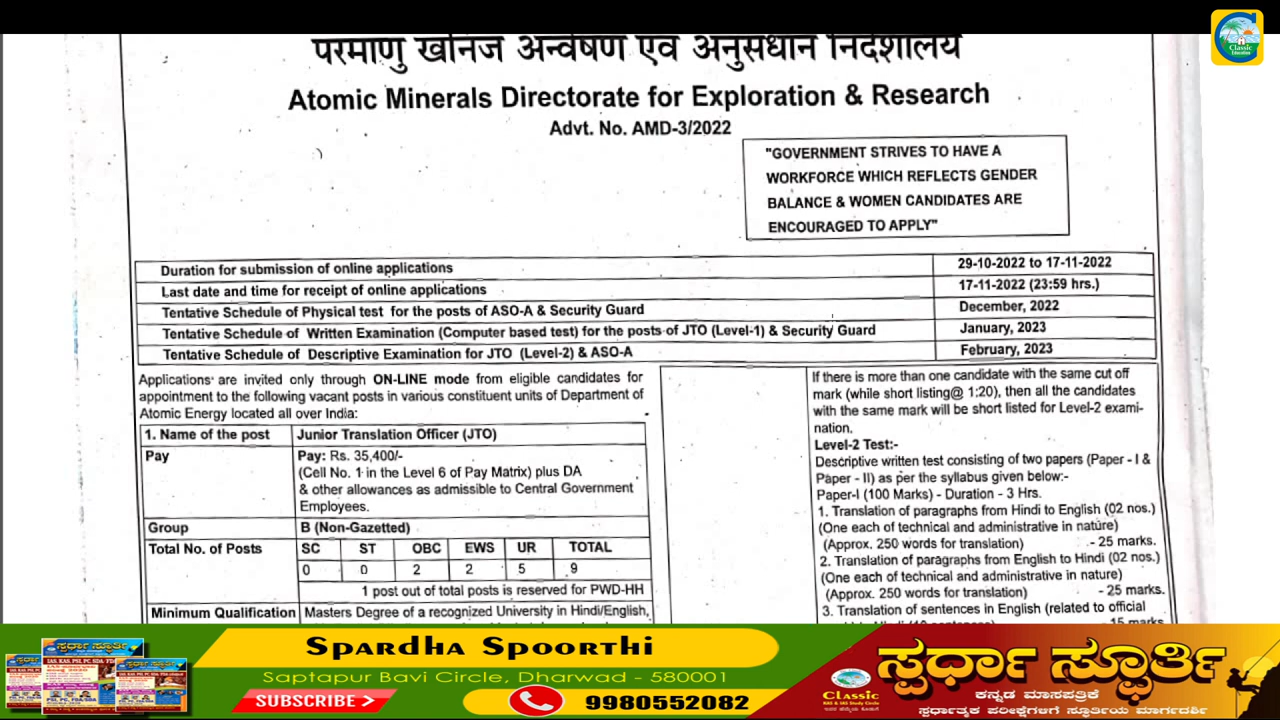 Classic
Education
परमाणु खनिज अन्वेषण एवं अनुसंधान निदेशालय
Atomic Minerals Directorate for Exploration & Research
Advt. No. AMD-3/2022
"GOVERNMENT STRIVES TO HAVE A
WORKFORCE WHICH REFLECTS GENDER
BALANCE & WOMEN CANDIDATES ARE
ENCOURAGED TO APPLY"
Duration for submission of online applications 29-10-2022 to 17-11-2022
Last date and time for receipt of online applications 17-11-2022 (23:59 hrs.)
Tentative Schedule of Physical test for the posts of ASO-A & Security Guard December, 2022
Tentative Schedule of Written Examination (Computer based test) for the posts of JTO (Level-1) & Security Guard January, 2023
Tentative Schedule of Descriptive Examination for JTO (Level-2) & ASO-A February, 2023
Applications are invited only through ON-LINE mode from eligible candidates for
appointment to the following vacant posts in various constituent units of Department of
Atomic Energy located all over India:
1. Name of the post Junior Translation Officer (JTO)
Pay Pay: Rs. 35,400/-
(Cell No. 1 in the Level 6 of Pay Matrix) plus DA
& other allowances as admissible to Central Government
Employees.
Group B (Non-Gazetted)
Total No. of Posts SC ST OBC EWS UR TOTAL
0 0 2 2 5 9
1 post out of total posts is reserved for PWD-HH
Minimum Qualification Masters Degree of a recognized University in Hindi/English,
If there is more than one candidate with the same cut off
mark (while short listing@ 1:20), then all the candidates
with the same mark will be short listed for Level-2 exami-
nation.
Level-2 Test:-
Descriptive written test consisting of two papers (Paper - I &
Paper - II) as per the syllabus given below:-
Paper-I (100 Marks) - Duration - 3 Hrs.
1. Translation of paragraphs from Hindi to English (02 nos.)
(One each of technical and administrative in nature)
(Approx. 250 words for translation) - 25 marks.
2. Translation of paragraphs from English to Hindi (02 nos.)
(One each of technical and administrative in nature)
(Approx. 250 words for translation) - 25 marks.
3. Translation of sentences in English (related to official
15 marks
Spardha Spoorthi
Saptapur Bavi Circle, Dharwad - 580001
SUBSCRIBE >
9980552082
ಸ್ಪರ್ಧಾ ಸ್ಫೂರ್ತಿ
Classic
IAS & KAS Study Circle
ಕನ್ನಡ ಮಾಸಪತ್ರಿಕೆ
ಸ್ಪರ್ಧಾತ್ಮಕ ಪರೀಕ್ಷೆಗಳಿಗೆ ಸ್ಫೂರ್ತಿಯ ಮಾರ್ಗದರ್ಶಿ